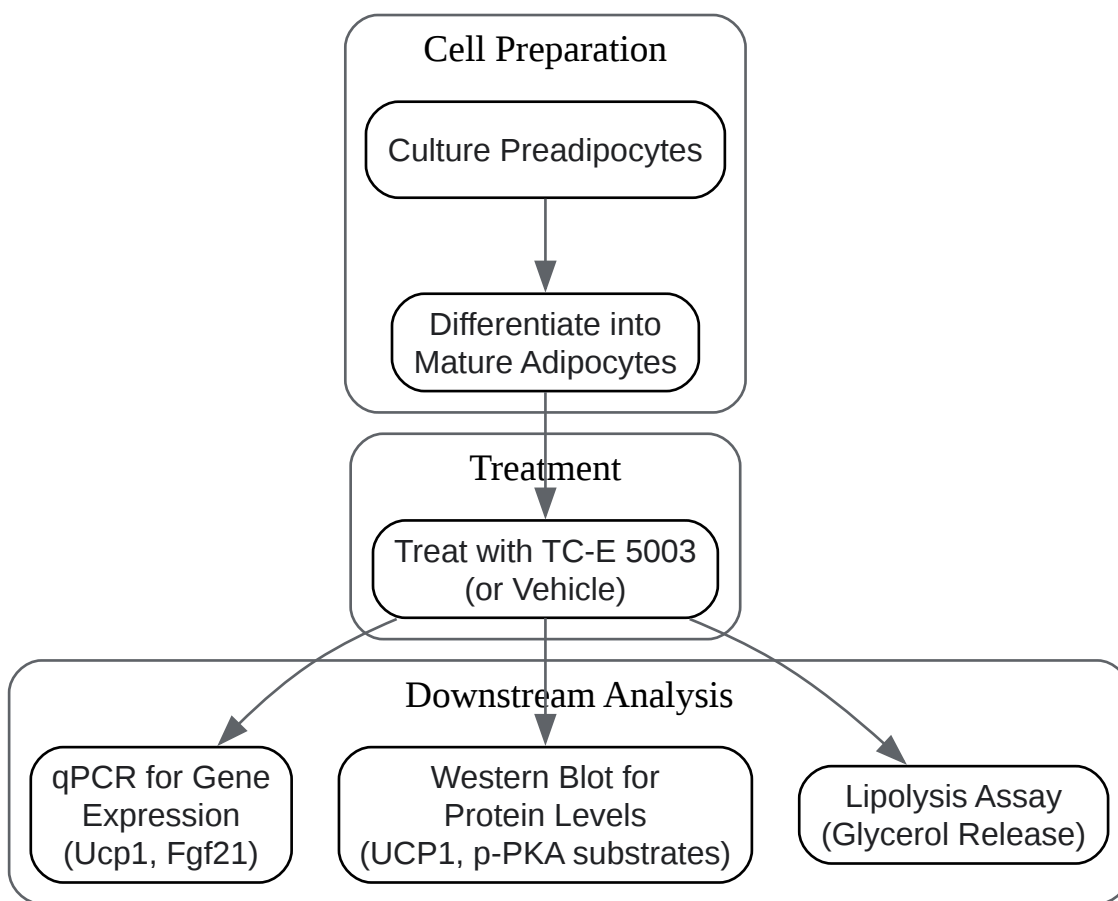 Cell Preparation
Culture Preadipocytes
Differentiate into
Mature Adipocytes
Treatment
Treat with TC-E 5003
(or Vehicle)
Downstream Analysis
qPCR for Gene
Expression
(Ucp1, Fgf21)
Western Blot for
Protein Levels
(UCP1, p-PKA substrates)
Lipolysis Assay
(Glycerol Release)